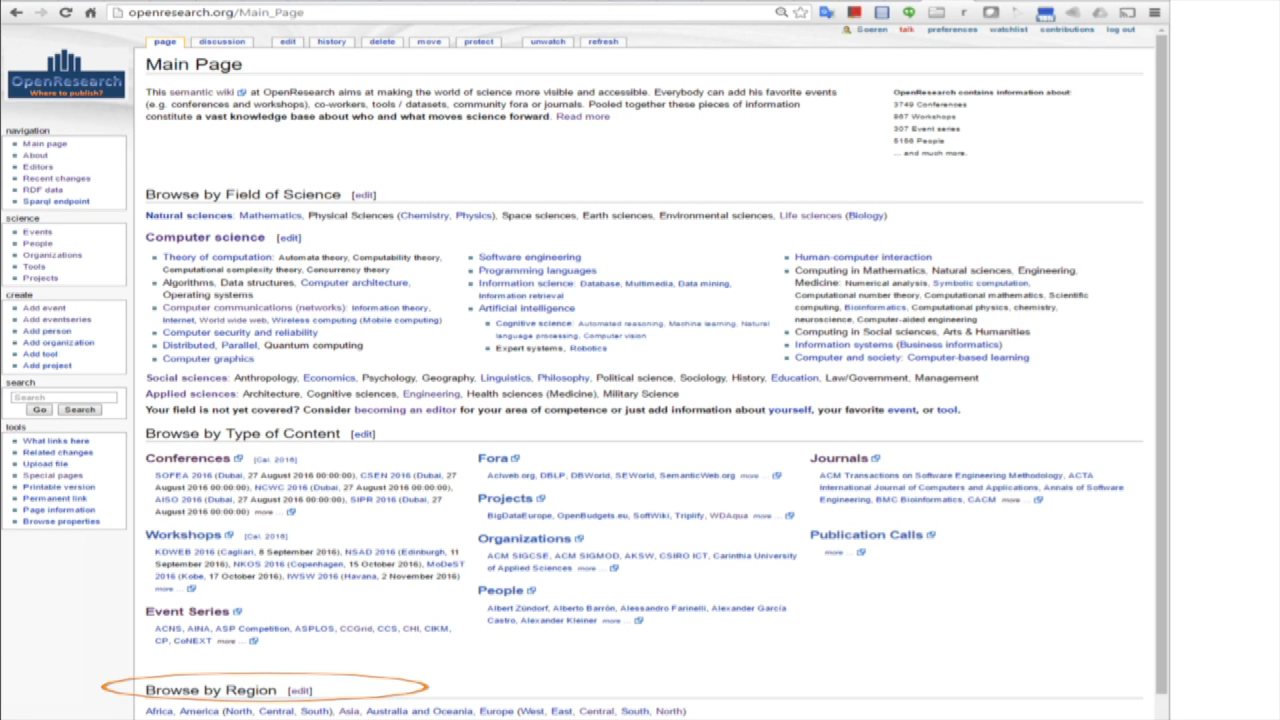 openresearch.org/Main_Page
Soeren talk preferences watchlist contributions log out
page discussion edit history delete move protect unwatch refresh
OpenResearch
Where to publish?
Main Page
This semantic wiki at OpenResearch aims at making the world of science more visible and accessible. Everybody can add his favorite events
(e.g. conferences and workshops), co-workers, tools / datasets, community fora or journals. Pooled together these pieces of information
constitute a vast knowledge base about who and what moves science forward. Read more
OpenResearch contains information about:
3749 Conferences
867 Workshops
307 Event series
5156 People
... and much more.
navigation
Main page
About
Editors
Recent changes
RDF data
Sparql endpoint
science
Events
People
Organizations
Tools
Projects
create
Add event
Add eventseries
Add person
Add organization
Add tool
Add project
search
Search
Go Search
tools
What links here
Related changes
Upload file
Special pages
Printable version
Permanent link
Page information
Browse properties
Browse by Field of Science [edit]
Natural sciences: Mathematics, Physical Sciences (Chemistry, Physics), Space sciences, Earth sciences, Environmental sciences, Life sciences (Biology)
Computer science [edit]
Theory of computation: Automata theory, Computability theory,
Computational complexity theory, Concurrency theory
Algorithms, Data structures, Computer architecture,
Operating systems
Computer communications (networks): Information theory,
Internet, World wide web, Wireless computing (Mobile computing)
Computer security and reliability
Distributed, Parallel, Quantum computing
Computer graphics
Software engineering
Programming languages
Information science: Database, Multimedia, Data mining,
Information retrieval
Artificial intelligence
Cognitive science: Automated reasoning, Machine learning, Natural
language processing, Computer vision
Expert systems, Robotics
Human-computer interaction
Computing in Mathematics, Natural sciences, Engineering,
Medicine: Numerical analysis, Symbolic computation,
Computational number theory, Computational mathematics, Scientific
computing, Bioinformatics, Computational physics, chemistry,
neuroscience, Computer-aided engineering
Computing in Social sciences, Arts & Humanities
Information systems (Business informatics)
Computer and society: Computer-based learning
Social sciences: Anthropology, Economics, Psychology, Geography, Linguistics, Philosophy, Political science, Sociology, History, Education, Law/Government, Management
Applied sciences: Architecture, Cognitive sciences, Engineering, Health sciences (Medicine), Military Science
Your field is not yet covered? Consider becoming an editor for your area of competence or just add information about yourself, your favorite event, or tool.
Browse by Type of Content [edit]
Conferences [Cal. 2016]
SOFEA 2016 (Dubai, 27 August 2016 00:00:00), CSEN 2016 (Dubai, 27
August 2016 00:00:00), NCWC 2016 (Dubai, 27 August 2016 00:00:00),
AISO 2016 (Dubai, 27 August 2016 00:00:00), SIPR 2016 (Dubai, 27
August 2016 00:00:00) more ...
Workshops [Cal. 2016]
KDWEB 2016 (Cagliari, 8 September 2016), NSAD 2016 (Edinburgh, 11
September 2016), NKOS 2016 (Copenhagen, 15 October 2016), MoDeST
2016 (Kobe, 17 October 2016), IWSW 2016 (Havana, 2 November 2016)
more ...
Event Series
ACNS, AINA, ASP Competition, ASPLOS, CCGrid, CCS, CHI, CIKM,
CP, CoNEXT more ...
Fora
Aclweb.org, DBLP, DBWorld, SEWorld, SemanticWeb.org more ...
Projects
BigDataEurope, OpenBudgets.eu, SoftWiki, Triplify, WDAqua more ...
Organizations
ACM SIGCSE, ACM SIGMOD, AKSW, CSIRO ICT, Carinthia University
of Applied Sciences more ...
People
Albert Zündorf, Alberto Barrón, Alessandro Farinelli, Alexander García
Castro, Alexander Kleiner more ...
Journals
ACM Transactions on Software Engineering Methodology, ACTA
International Journal of Computers and Applications, Annals of Software
Engineering, BMC Bioinformatics, CACM more ...
Publication Calls
more ...
Browse by Region [edit]
Africa, America (North, Central, South), Asia, Australia and Oceania, Europe (West, East, Central, South, North)